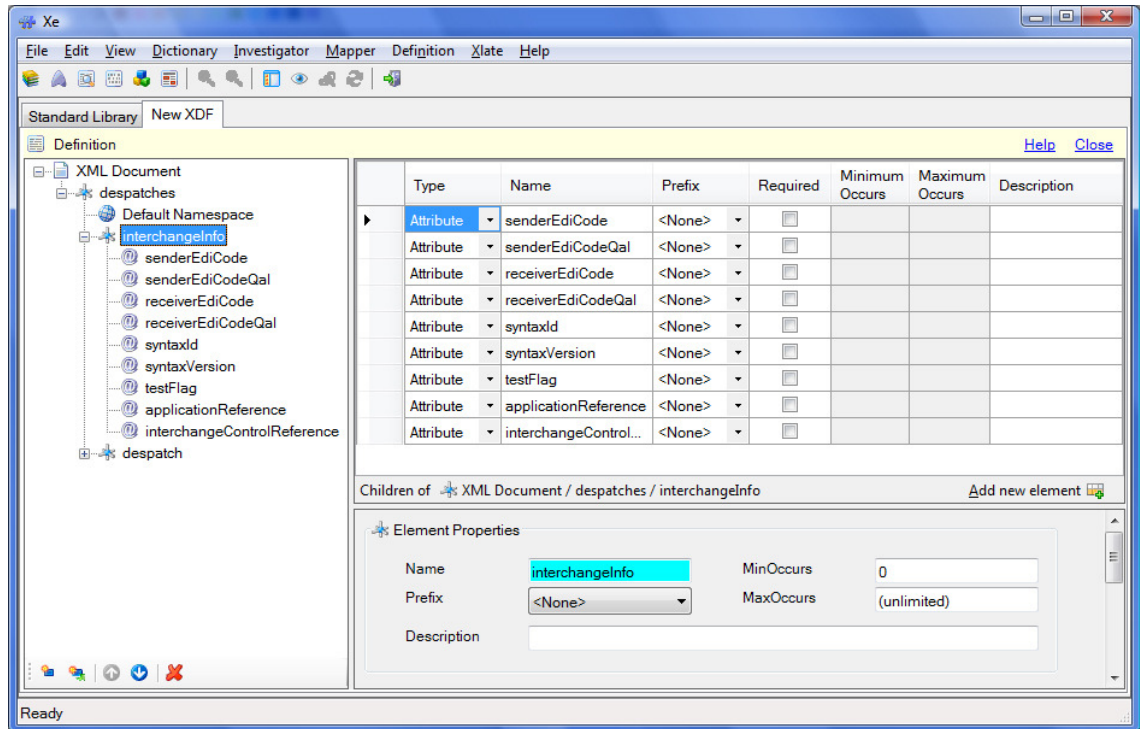 Xe
File Edit View Dictionary Investigator Mapper Definition Xlate Help
Standard Library New XDF
Definition Help Close
XML Document
despatches
Default Namespace
interchangeInfo
senderEdiCode
senderEdiCodeQal
receiverEdiCode
receiverEdiCodeQal
syntaxId
syntaxVersion
testFlag
applicationReference
interchangeControlReference
despatch
Type Name Prefix Required Minimum Occurs Maximum Occurs Description
Attribute senderEdiCode <None>
Attribute senderEdiCodeQal <None>
Attribute receiverEdiCode <None>
Attribute receiverEdiCodeQal <None>
Attribute syntaxId <None>
Attribute syntaxVersion <None>
Attribute testFlag <None>
Attribute applicationReference <None>
Attribute interchangeControl... <None>
Children of XML Document / despatches / interchangeInfo Add new element
Element Properties
Name interchangeInfo MinOccurs 0
Prefix <None> MaxOccurs (unlimited)
Description
Ready